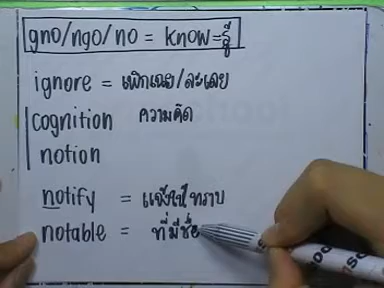 gno/ngo/no = know=รู้
ignore = เพิกเฉย/ละเลย
cognition ความคิด
notion
notify = แจ้งให้ทราบ
notable = ที่มีชื่อ